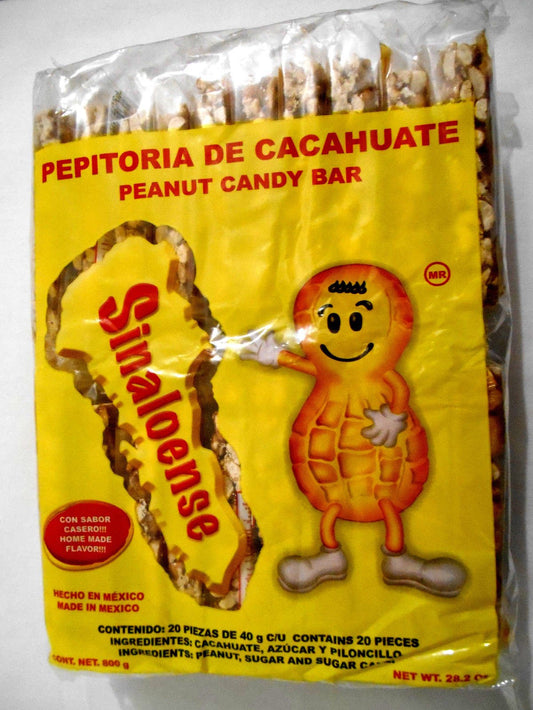 PEPITORIA DE CACAHUATE
PEANUT CANDY BAR
MR
Sinaloense
CON SABOR
CASERO!!!
HOME MADE
FLAVOR!!!
HECHO EN MÉXICO
MADE IN MEXICO
CONTENIDO: 20 PIEZAS DE 40 g C/U CONTAINS 20 PIECES
INGREDIENTES: CACAHUATE, AZÚCAR Y PILONCILLO
INGREDIENTS: PEANUT, SUGAR AND SUGAR
CONT. NET. 800 g
NET WT. 28.2